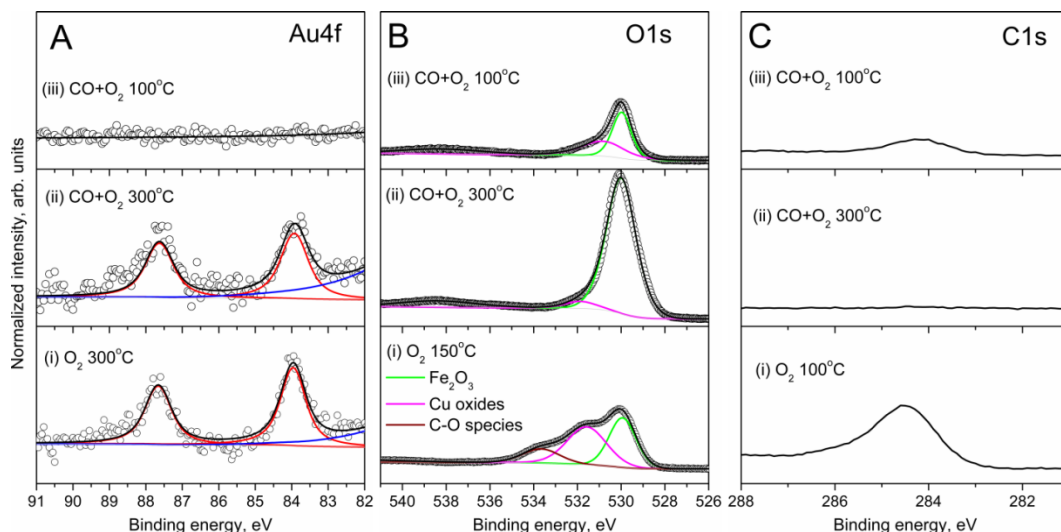 A
Au4f
(iii) CO+O₂ 100°C
(ii) CO+O₂ 300°C
(i) O₂ 300°C
91 90 89 88 87 86 85 84 83 82
Binding energy, eV
Normalized intensity, arb. units
B
O1s
(iii) CO+O₂ 100°C
(ii) CO+O₂ 300°C
(i) O₂ 150°C
Fe₂O₃
Cu oxides
C-O species
540 538 536 534 532 530 528 526
Binding energy, eV
C
C1s
(iii) CO+O₂ 100°C
(ii) CO+O₂ 300°C
(i) O₂ 100°C
288 286 284 282
Binding energy, eV